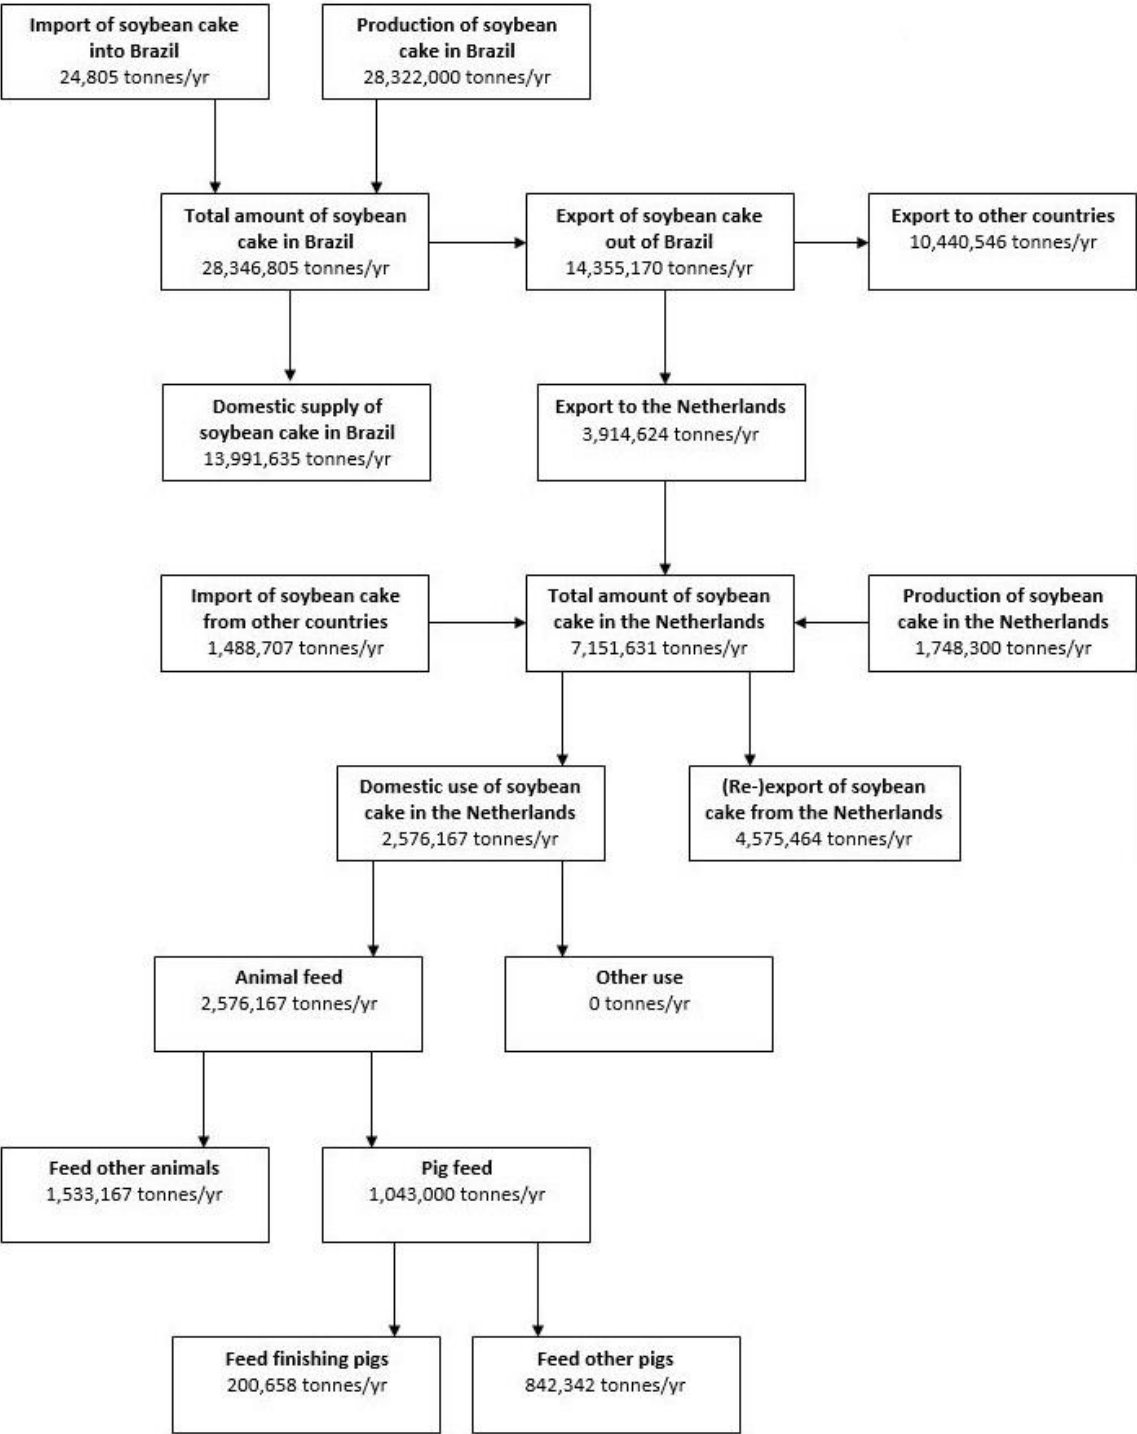 Import of soybean cake
into Brazil
24,805 tonnes/yr
Production of soybean
cake in Brazil
28,322,000 tonnes/yr
Total amount of soybean
cake in Brazil
28,346,805 tonnes/yr
Export of soybean cake
out of Brazil
14,355,170 tonnes/yr
Export to other countries
10,440,546 tonnes/yr
Domestic supply of
soybean cake in Brazil
13,991,635 tonnes/yr
Export to the Netherlands
3,914,624 tonnes/yr
Import of soybean cake
from other countries
1,488,707 tonnes/yr
Total amount of soybean
cake in the Netherlands
7,151,631 tonnes/yr
Production of soybean
cake in the Netherlands
1,748,300 tonnes/yr
Domestic use of soybean
cake in the Netherlands
2,576,167 tonnes/yr
(Re-)export of soybean
cake from the Netherlands
4,575,464 tonnes/yr
Animal feed
2,576,167 tonnes/yr
Other use
0 tonnes/yr
Feed other animals
1,533,167 tonnes/yr
Pig feed
1,043,000 tonnes/yr
Feed finishing pigs
200,658 tonnes/yr
Feed other pigs
842,342 tonnes/yr